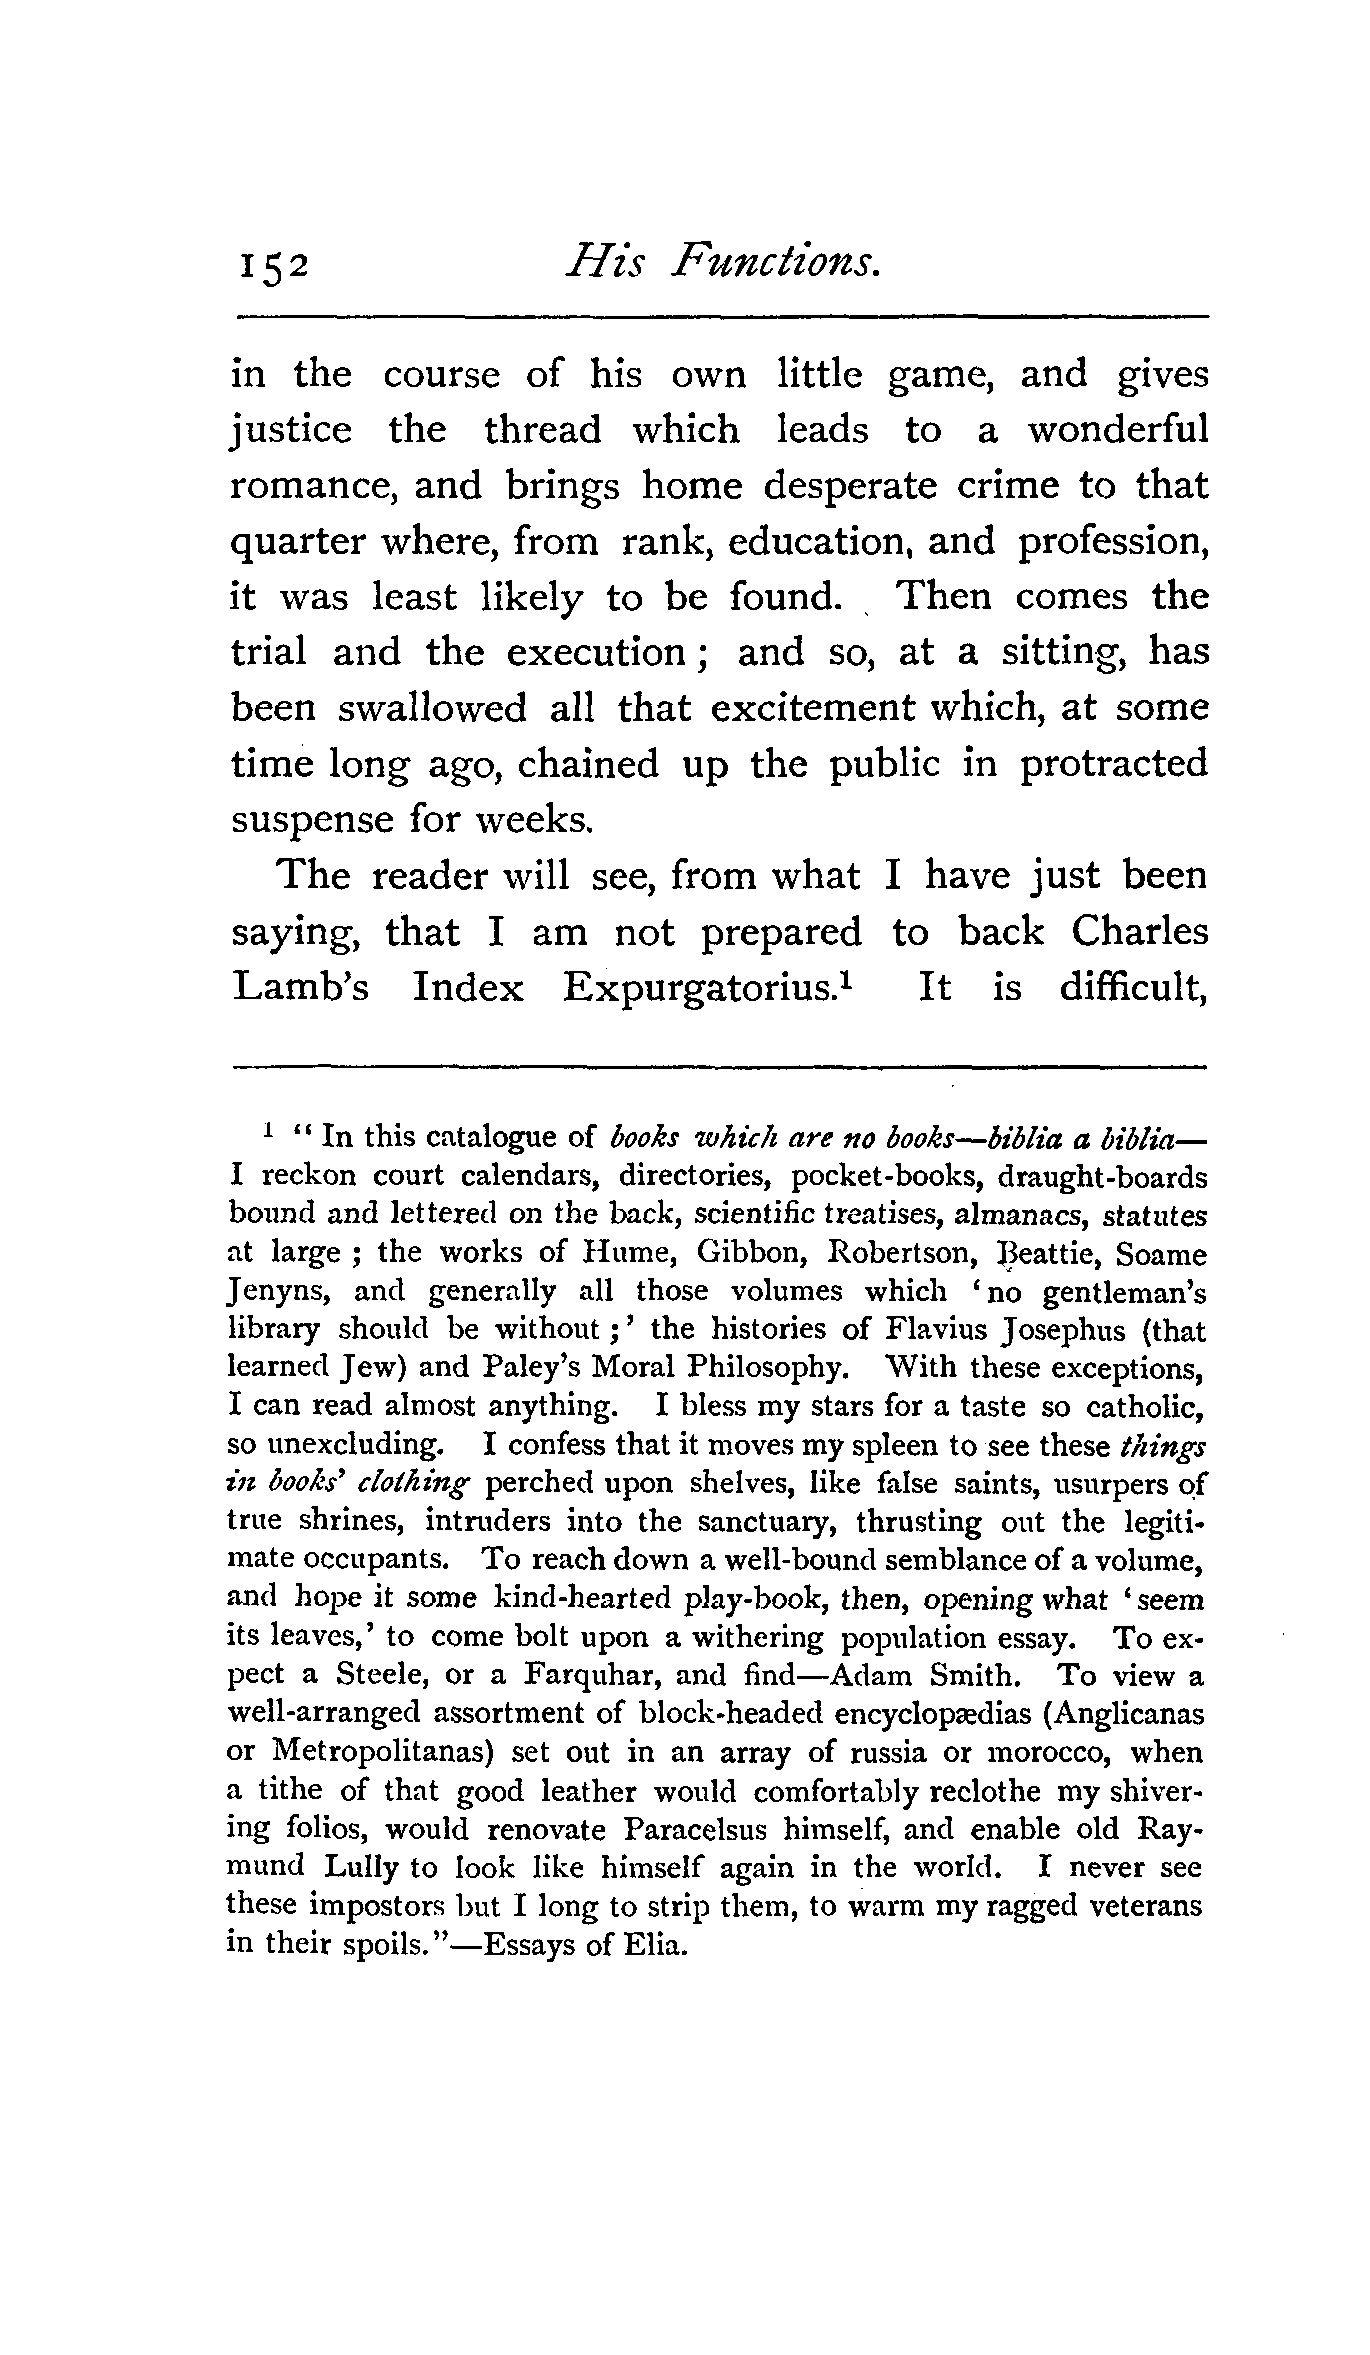 152 His Functions.
in the course of his own little game, and gives
justice the thread which leads to a wonderful
romance, and brings home desperate crime to that
quarter where, from rank, education, and profession,
it was least likely to be found. Then comes the
trial and the execution ; and so, at a sitting, has
been swallowed all that excitement which, at some
time long ago, chained up the public in protracted
suspense for weeks.
The reader will see, from what I have just been
saying, that I am not prepared to back Charles
Lamb's Index Expurgatorius.¹ It is difficult,
¹ “ In this catalogue of books which are no books—biblia a biblia—
I reckon court calendars, directories, pocket-books, draught-boards
bound and lettered on the back, scientific treatises, almanacs, statutes
at large ; the works of Hume, Gibbon, Robertson, Beattie, Soame
Jenyns, and generally all those volumes which ‘ no gentleman's
library should be without ; ’ the histories of Flavius Josephus (that
learned Jew) and Paley's Moral Philosophy. With these exceptions,
I can read almost anything. I bless my stars for a taste so catholic,
so unexcluding. I confess that it moves my spleen to see these things
in books' clothing perched upon shelves, like false saints, usurpers of
true shrines, intruders into the sanctuary, thrusting out the legiti-
mate occupants. To reach down a well-bound semblance of a volume,
and hope it some kind-hearted play-book, then, opening what ‘ seem
its leaves,’ to come bolt upon a withering population essay. To ex-
pect a Steele, or a Farquhar, and find—Adam Smith. To view a
well-arranged assortment of block-headed encyclopædias (Anglicanas
or Metropolitanas) set out in an array of russia or morocco, when
a tithe of that good leather would comfortably reclothe my shiver-
ing folios, would renovate Paracelsus himself, and enable old Ray-
mund Lully to look like himself again in the world. I never see
these impostors but I long to strip them, to warm my ragged veterans
in their spoils.”—Essays of Elia.